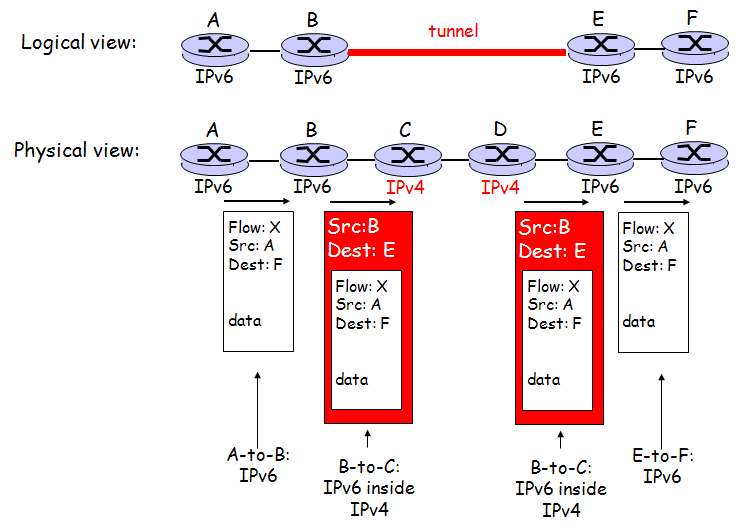 Logical view:
A
B
tunnel
E
F
IPv6
IPv6
IPv6
IPv6
Physical view:
A
B
C
D
E
F
IPv6
IPv6
IPv4
IPv4
IPv6
IPv6
Flow: X
Src: A
Dest: F
data
Src:B
Dest: E
Flow: X
Src: A
Dest: F
data
Src:B
Dest: E
Flow: X
Src: A
Dest: F
data
Flow: X
Src: A
Dest: F
data
A-to-B:
IPv6
B-to-C:
IPv6 inside
IPv4
B-to-C:
IPv6 inside
IPv4
E-to-F:
IPv6